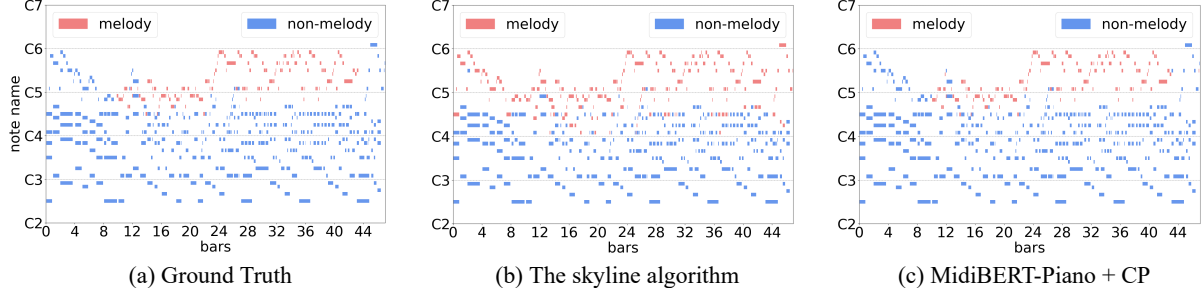 C7
melody
non-melody
C6
C5
C4
C3
C2
note name
0 4 8 12 16 20 24 28 32 36 40 44
bars
(a) Ground Truth
C7
melody
non-melody
C6
C5
C4
C3
C2
0 4 8 12 16 20 24 28 32 36 40 44
bars
(b) The skyline algorithm
C7
melody
non-melody
C6
C5
C4
C3
C2
0 4 8 12 16 20 24 28 32 36 40 44
bars
(c) MidiBERT-Piano + CP